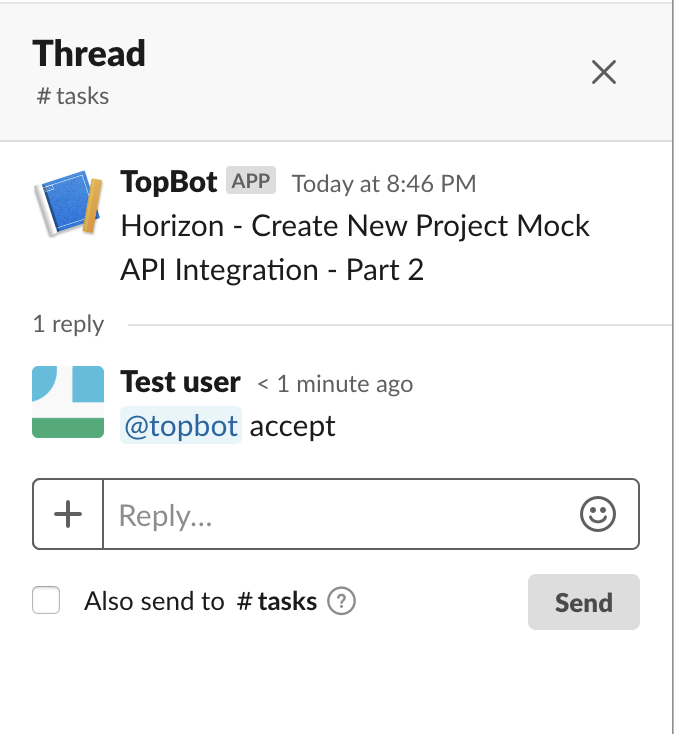 Thread
# tasks
TopBot APP Today at 8:46 PM
Horizon - Create New Project Mock
API Integration - Part 2
1 reply
Test user < 1 minute ago
@topbot accept
Reply...
Also send to # tasks ?
Send